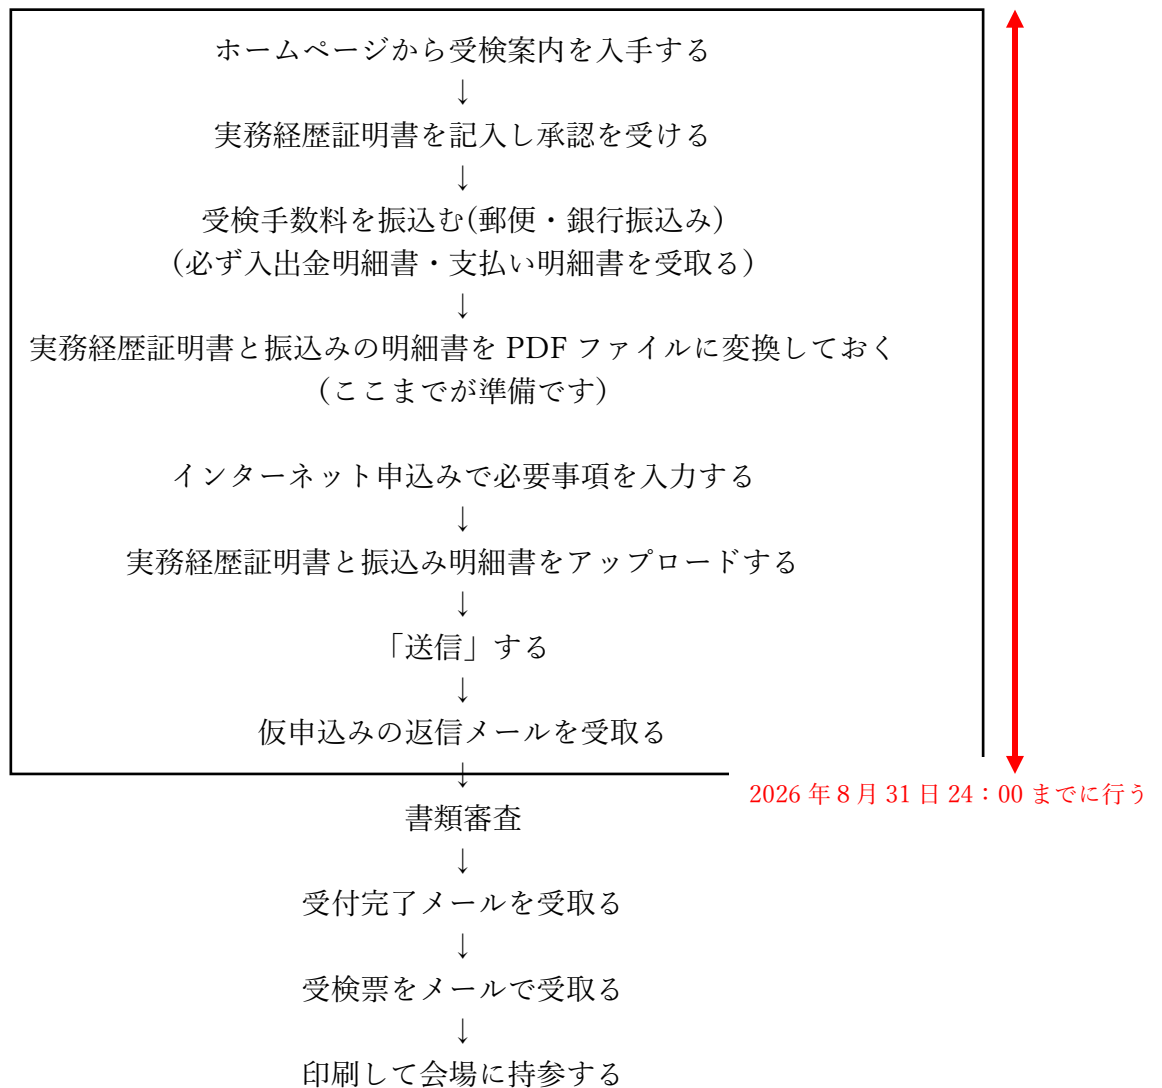 ホームページから受検案内を入手する
↓
実務経歴証明書を記入し承認を受ける
↓
受検手数料を振込む(郵便・銀行振込み)
（必ず入出金明細書・支払い明細書を受取る）
↓
実務経歴証明書と振込みの明細書を PDF ファイルに変換しておく
（ここまでが準備です）
インターネット申込みで必要事項を入力する
↓
実務経歴証明書と振込み明細書をアップロードする
↓
「送信」する
↓
仮申込みの返信メールを受取る
↓
2026 年 8 月 31 日 24：00 までに行う
書類審査
↓
受付完了メールを受取る
↓
受検票をメールで受取る
↓
印刷して会場に持参する